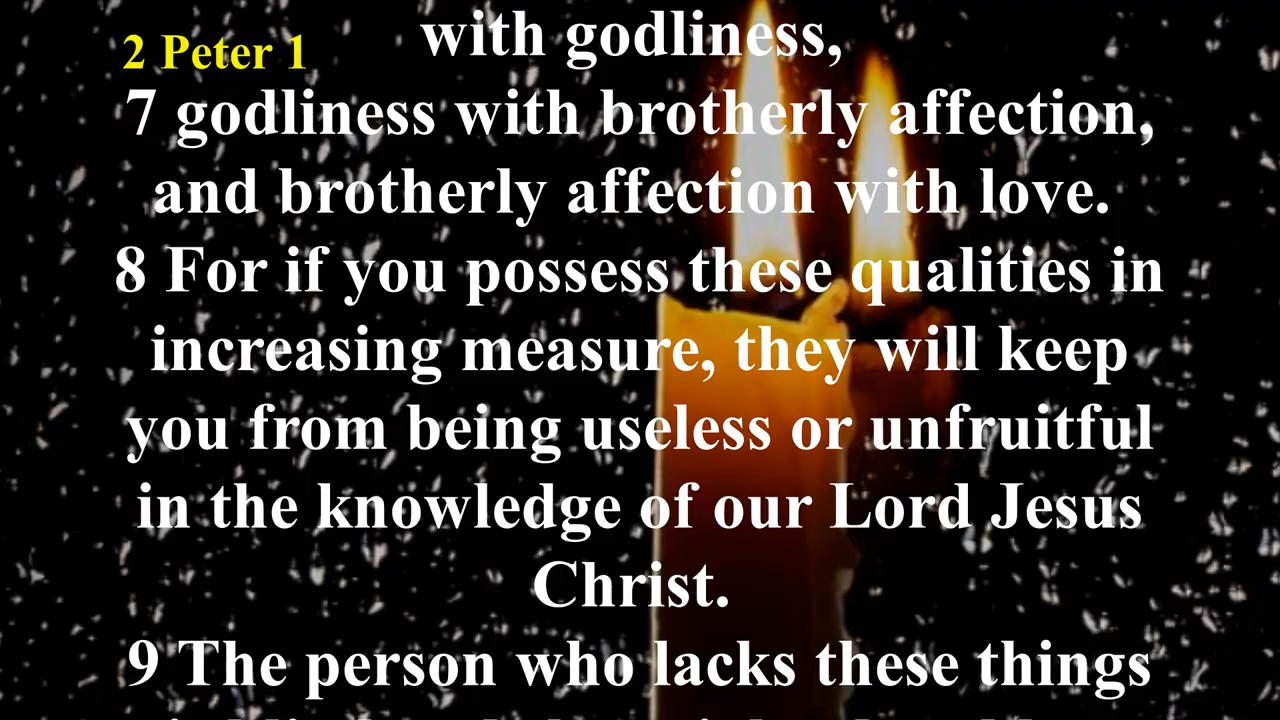 2 Peter 1
with godliness,
7 godliness with brotherly affection,
and brotherly affection with love.
8 For if you possess these qualities in
increasing measure, they will keep
you from being useless or unfruitful
in the knowledge of our Lord Jesus
Christ.
9 The person who lacks these things